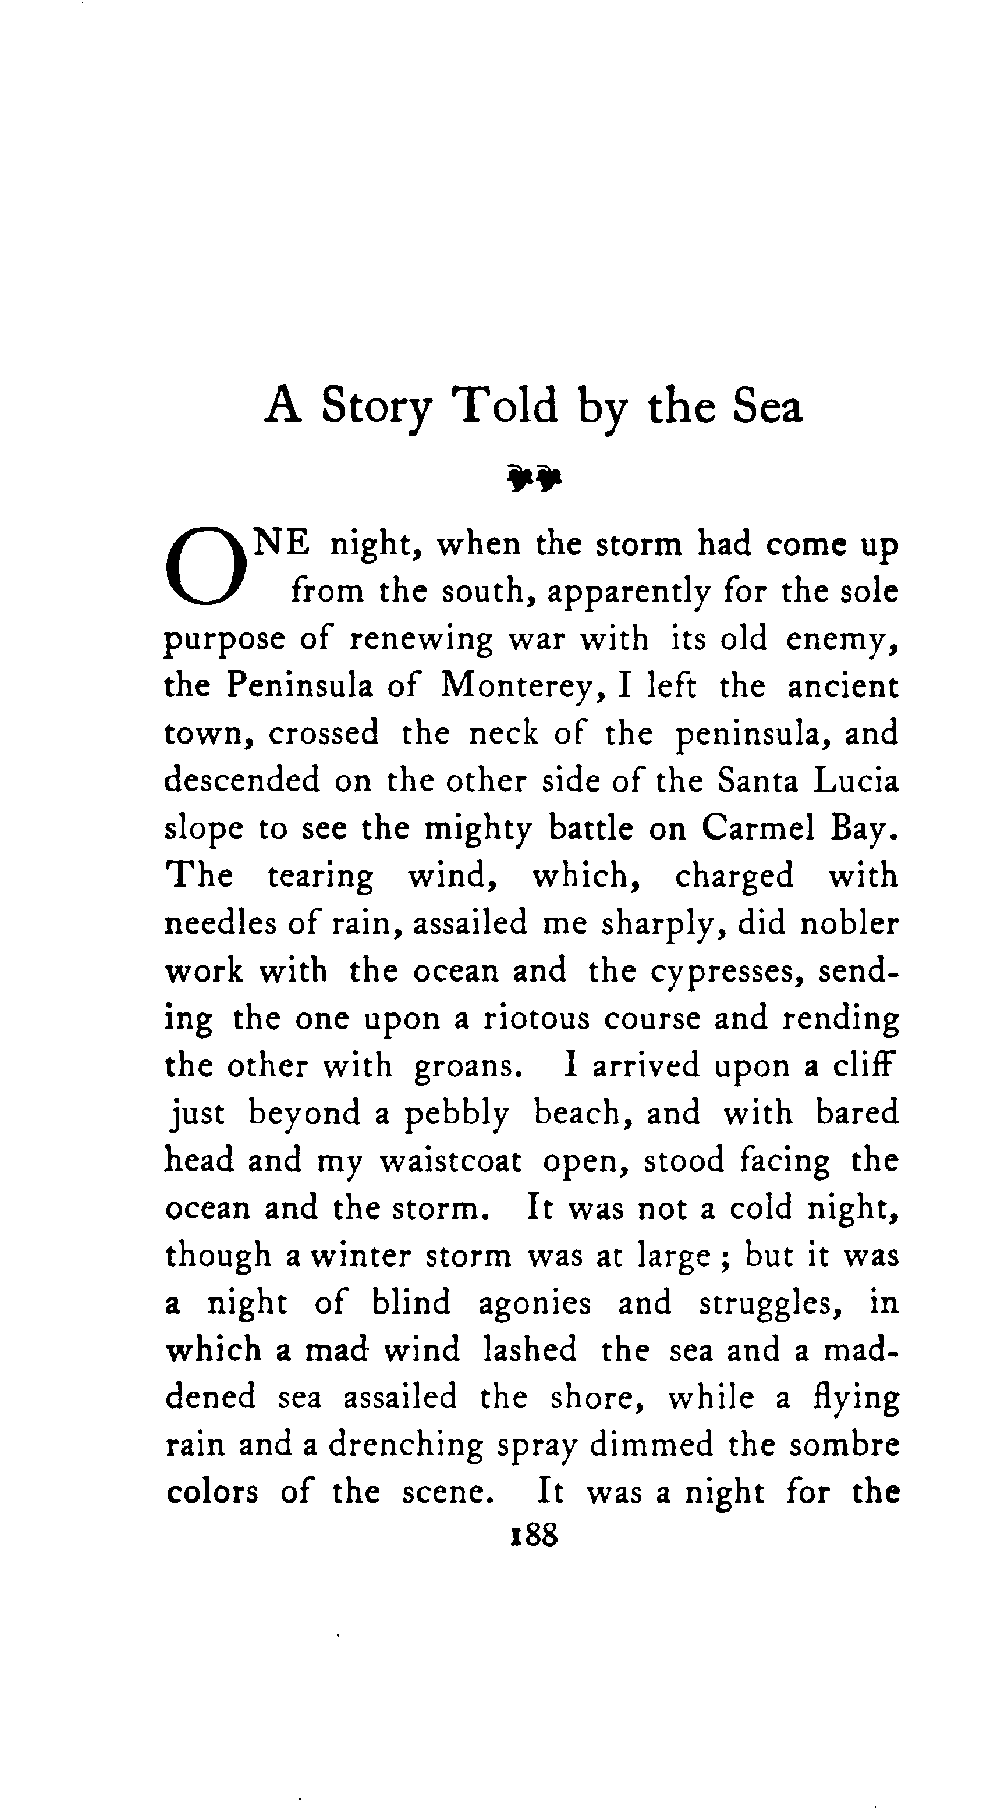 A Story Told by the Sea
ONE night, when the storm had come up
from the south, apparently for the sole
purpose of renewing war with its old enemy,
the Peninsula of Monterey, I left the ancient
town, crossed the neck of the peninsula, and
descended on the other side of the Santa Lucia
slope to see the mighty battle on Carmel Bay.
The tearing wind, which, charged with
needles of rain, assailed me sharply, did nobler
work with the ocean and the cypresses, send-
ing the one upon a riotous course and rending
the other with groans. I arrived upon a cliff
just beyond a pebbly beach, and with bared
head and my waistcoat open, stood facing the
ocean and the storm. It was not a cold night,
though a winter storm was at large ; but it was
a night of blind agonies and struggles, in
which a mad wind lashed the sea and a mad-
dened sea assailed the shore, while a flying
rain and a drenching spray dimmed the sombre
colors of the scene. It was a night for the
188